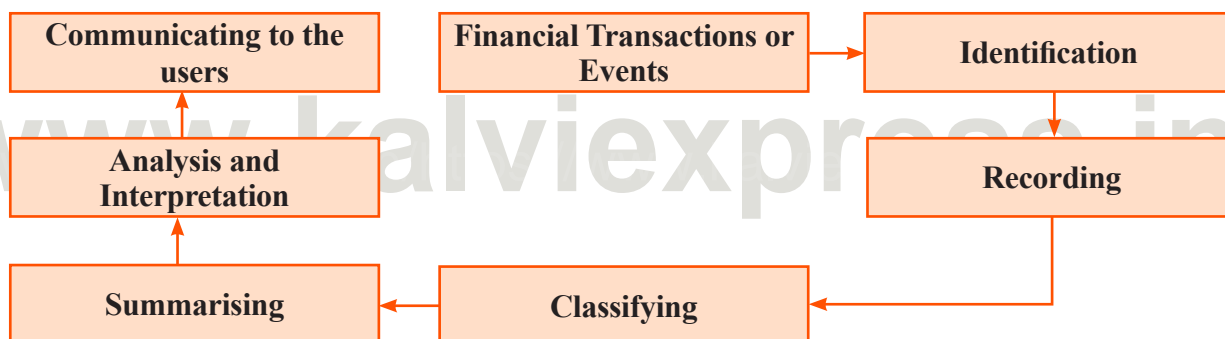 Communicating to the
users
Financial Transactions or
Events
Identification
www.kalviexpress.in
Analysis and
Interpretation
Recording
Summarising
Classifying